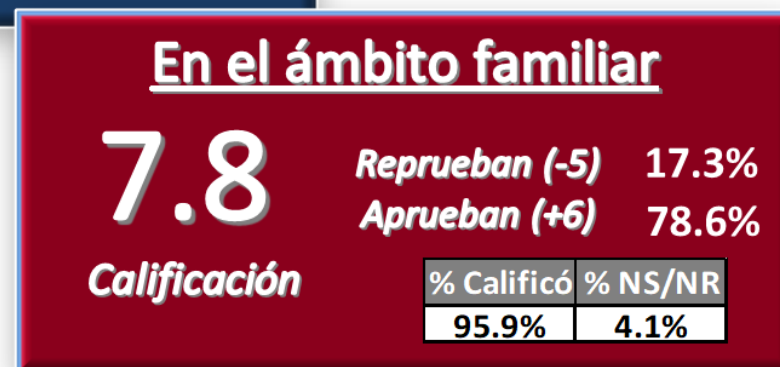 En el ámbito familiar
7.8
Calificación
Reprueban (-5) 17.3%
Aprueban (+6) 78.6%
% Calificó % NS/NR
95.9% 4.1%